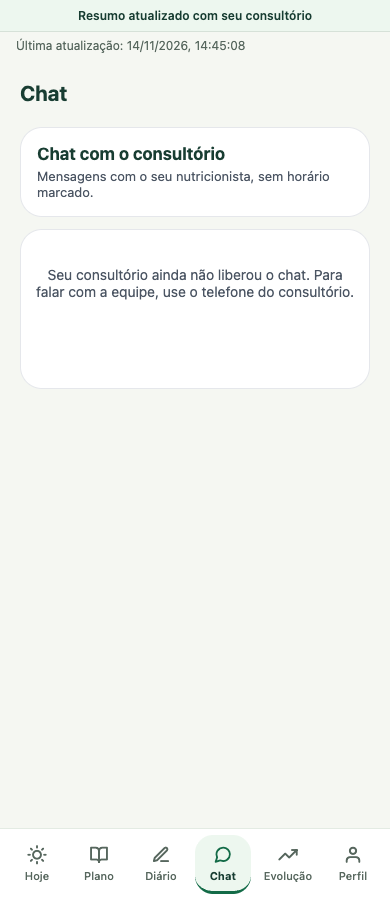 Resumo atualizado com seu consultório
Última atualização: 14/11/2026, 14:45:08
Chat
Chat com o consultório
Mensagens com o seu nutricionista, sem horário
marcado.
Seu consultório ainda não liberou o chat. Para
falar com a equipe, use o telefone do consultório.
Hoje
Plano
Diário
Chat
Evolução
Perfil